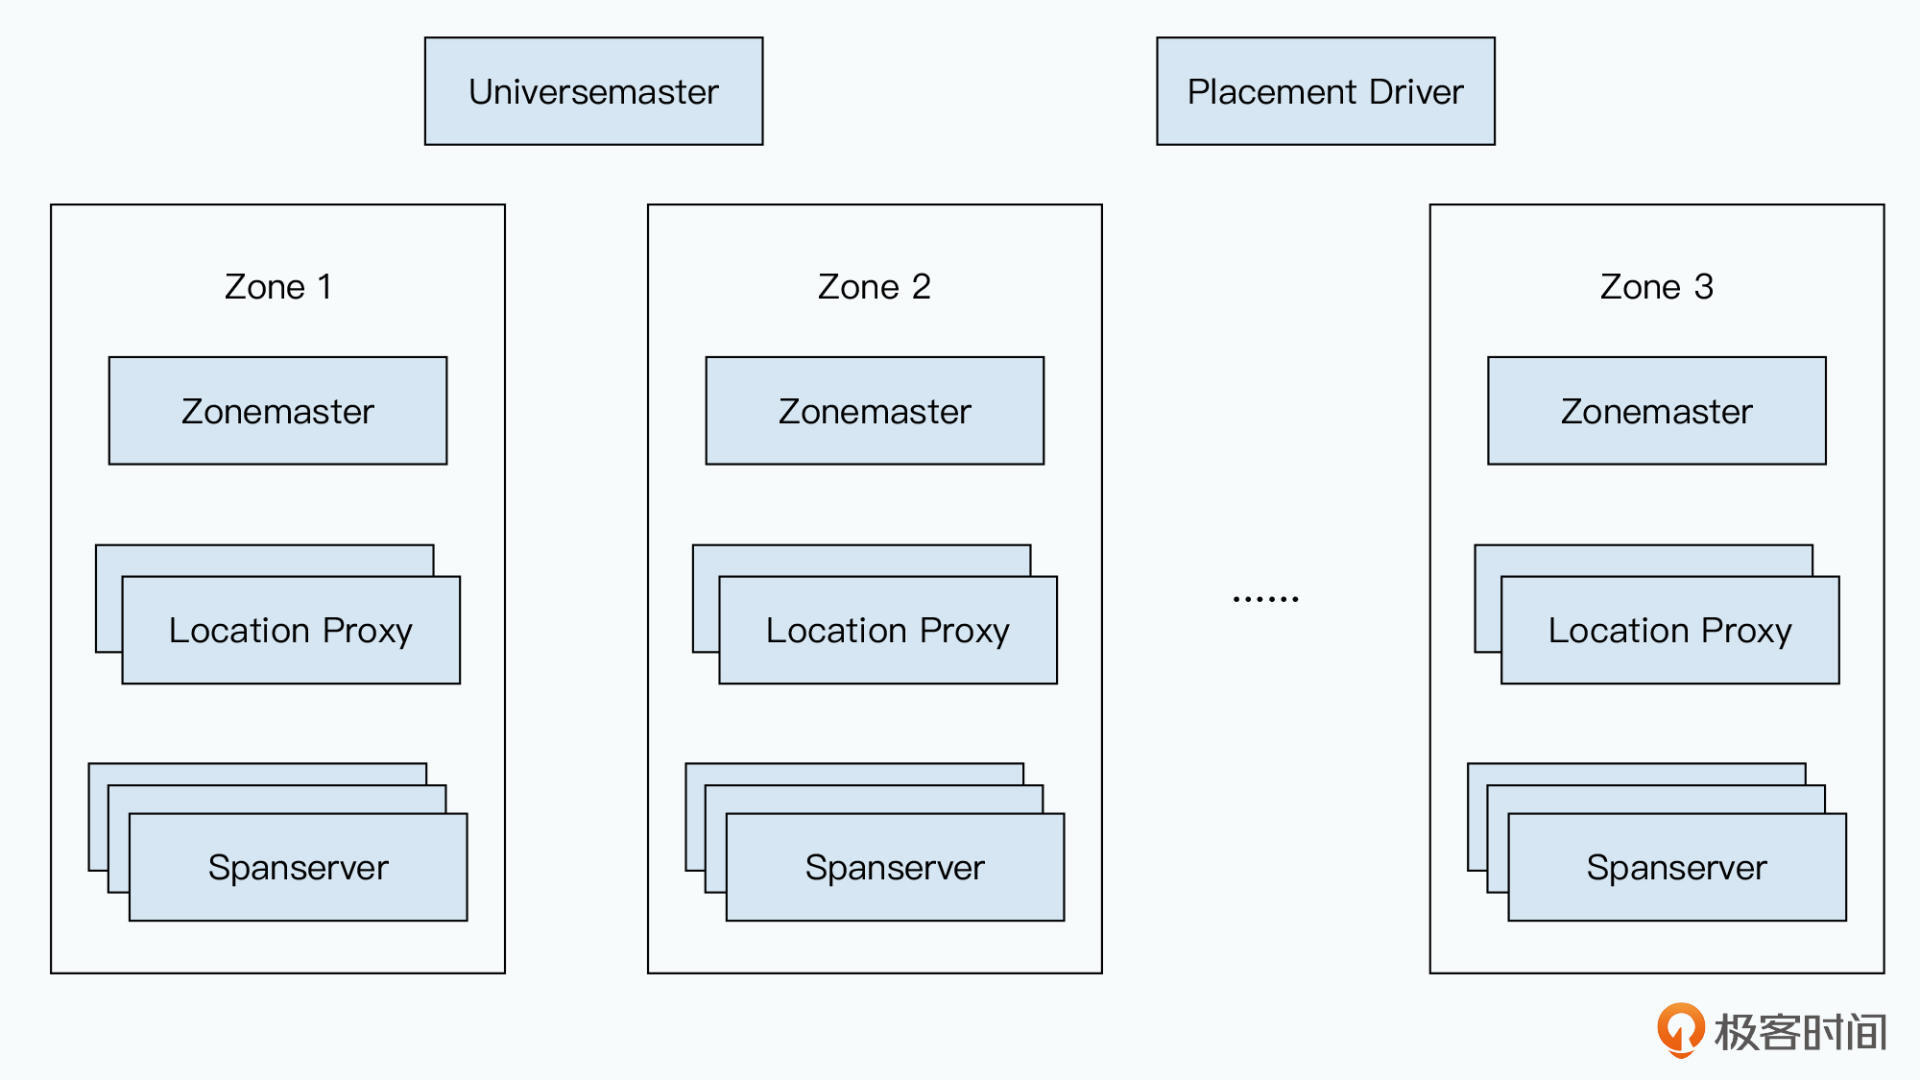 Universemaster
Placement Driver
Zone 1
Zonemaster
Location Proxy
Spanserver
Zone 2
Zonemaster
Location Proxy
Spanserver
......
Zone 3
Zonemaster
Location Proxy
Spanserver
极客时间